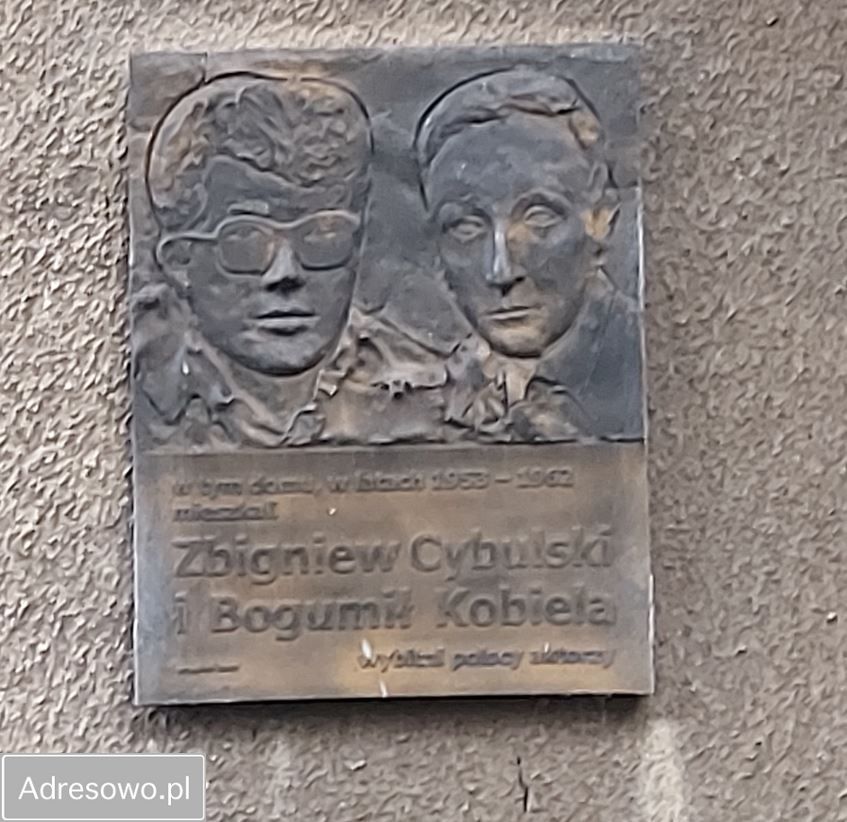 w tym domu, w latach 1953 – 1962
mieszkali
Zbigniew Cybulski
i Bogumił Kobiela
wybitni polscy aktorzy
Adresowo.pl